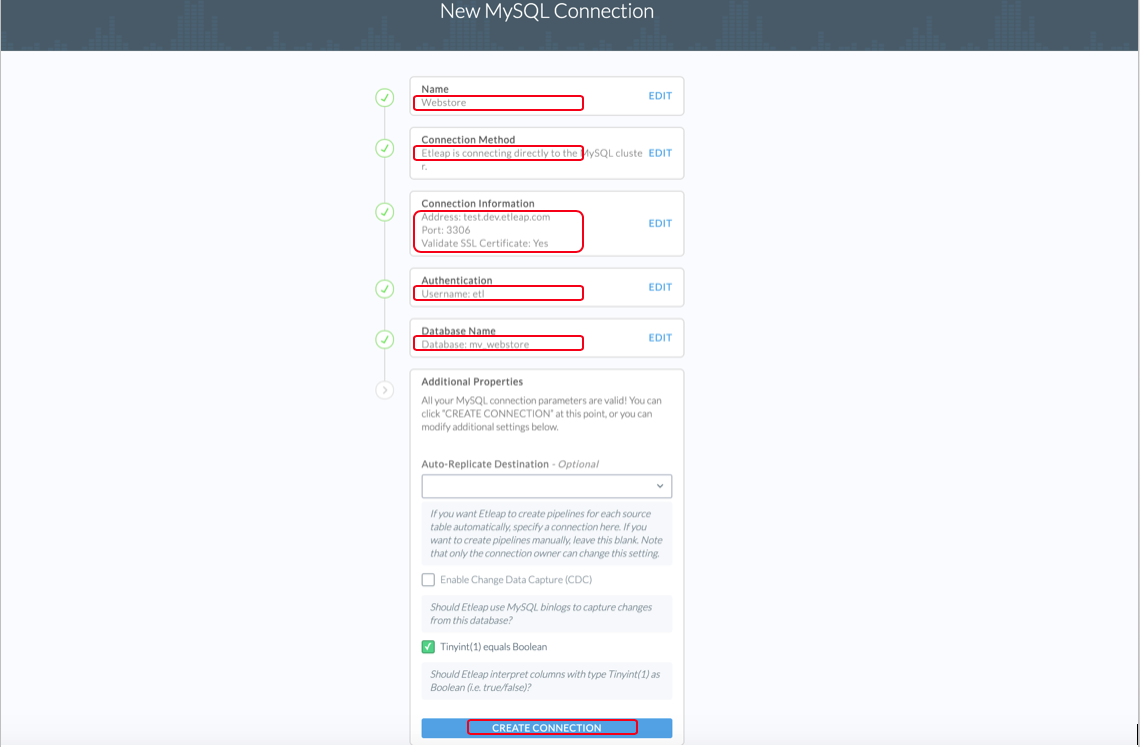 New MySQL Connection
Name
Webstore
EDIT
Connection Method
Etleap is connecting directly to the MySQL cluste
r.
EDIT
Connection Information
Address: test.dev.etleap.com
Port: 3306
Validate SSL Certificate: Yes
EDIT
Authentication
Username: etl
EDIT
Database Name
Database: mv_webstore
EDIT
Additional Properties
All your MySQL connection parameters are valid! You can
click "CREATE CONNECTION" at this point, or you can
modify additional settings below.
Auto-Replicate Destination - Optional
If you want Etleap to create pipelines for each source
table automatically, specify a connection here. If you
want to create pipelines manually, leave this blank. Note
that only the connection owner can change this setting.
Enable Change Data Capture (CDC)
Should Etleap use MySQL binlogs to capture changes
from this database?
Tinyint(1) equals Boolean
Should Etleap interpret columns with type Tinyint(1) as
Boolean (i.e. true/false)?
CREATE CONNECTION